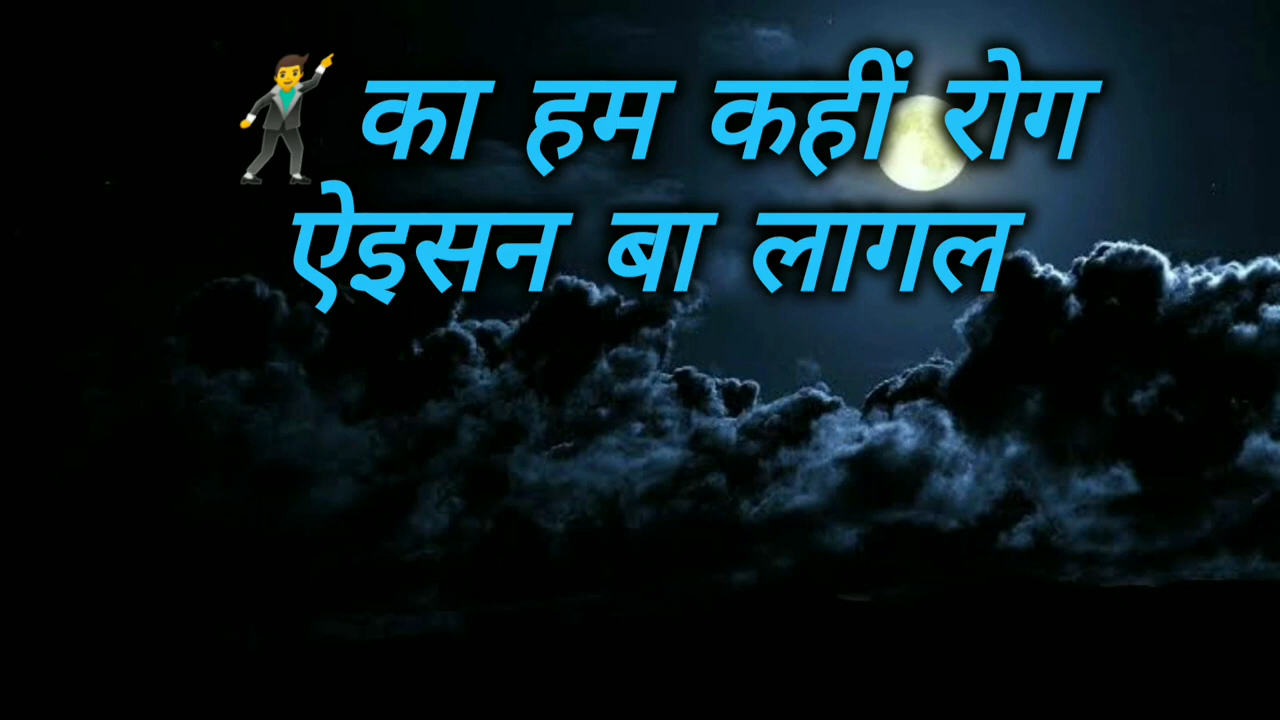 🕺 का हम कहीं रोग
ऐइसन बा लागल